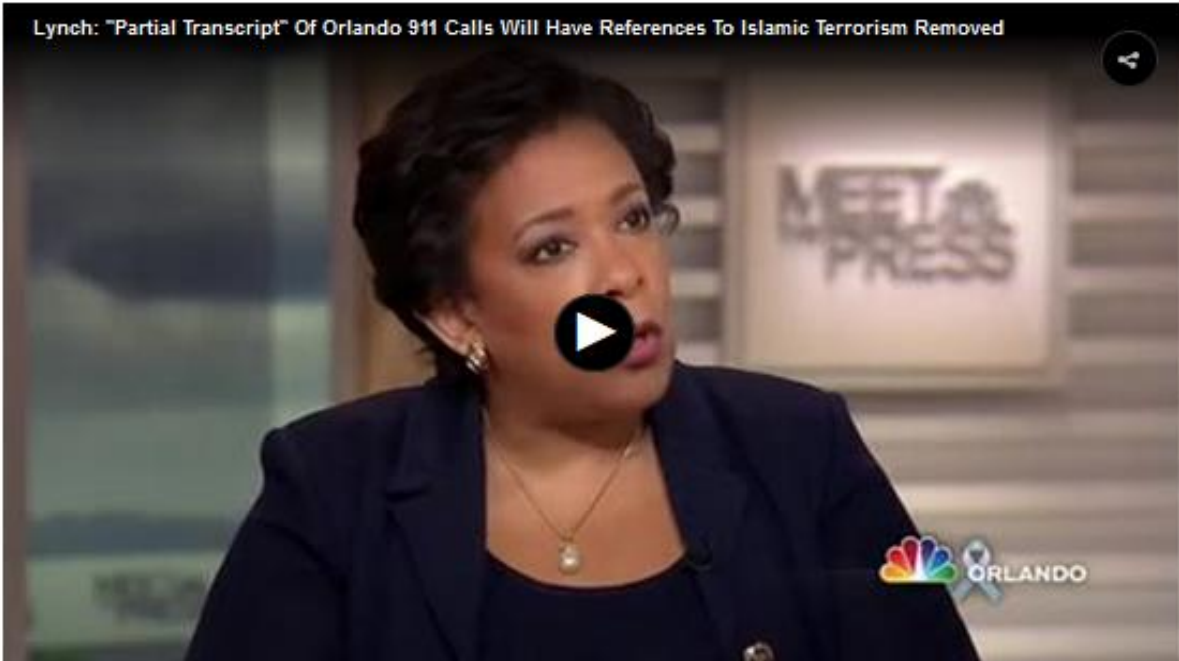 Lynch: "Partial Transcript" Of Orlando 911 Calls Will Have References To Islamic Terrorism Removed
MEET
THE
PRESS
ORLANDO